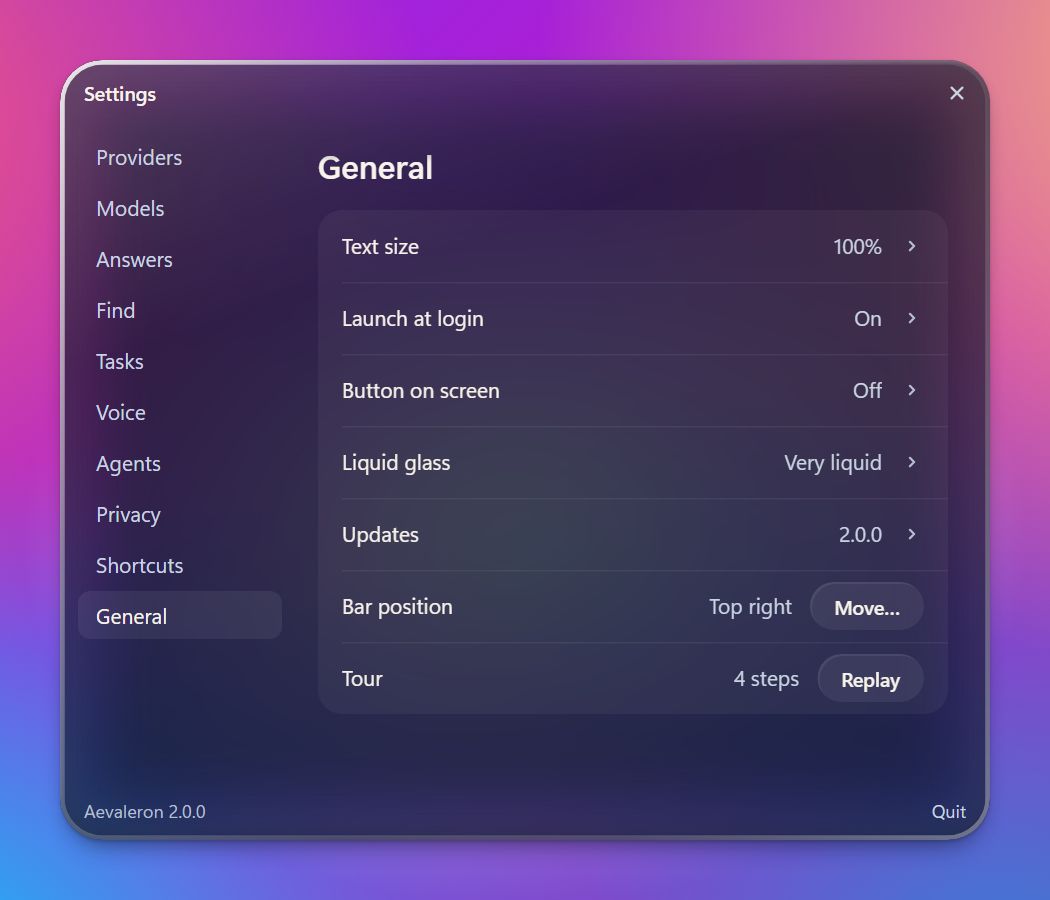 Settings
Providers
Models
Answers
Find
Tasks
Voice
Agents
Privacy
Shortcuts
General
General
Text size 100%
Launch at login On
Button on screen Off
Liquid glass Very liquid
Updates 2.0.0
Bar position Top right Move...
Tour 4 steps Replay
Aevaleron 2.0.0
Quit